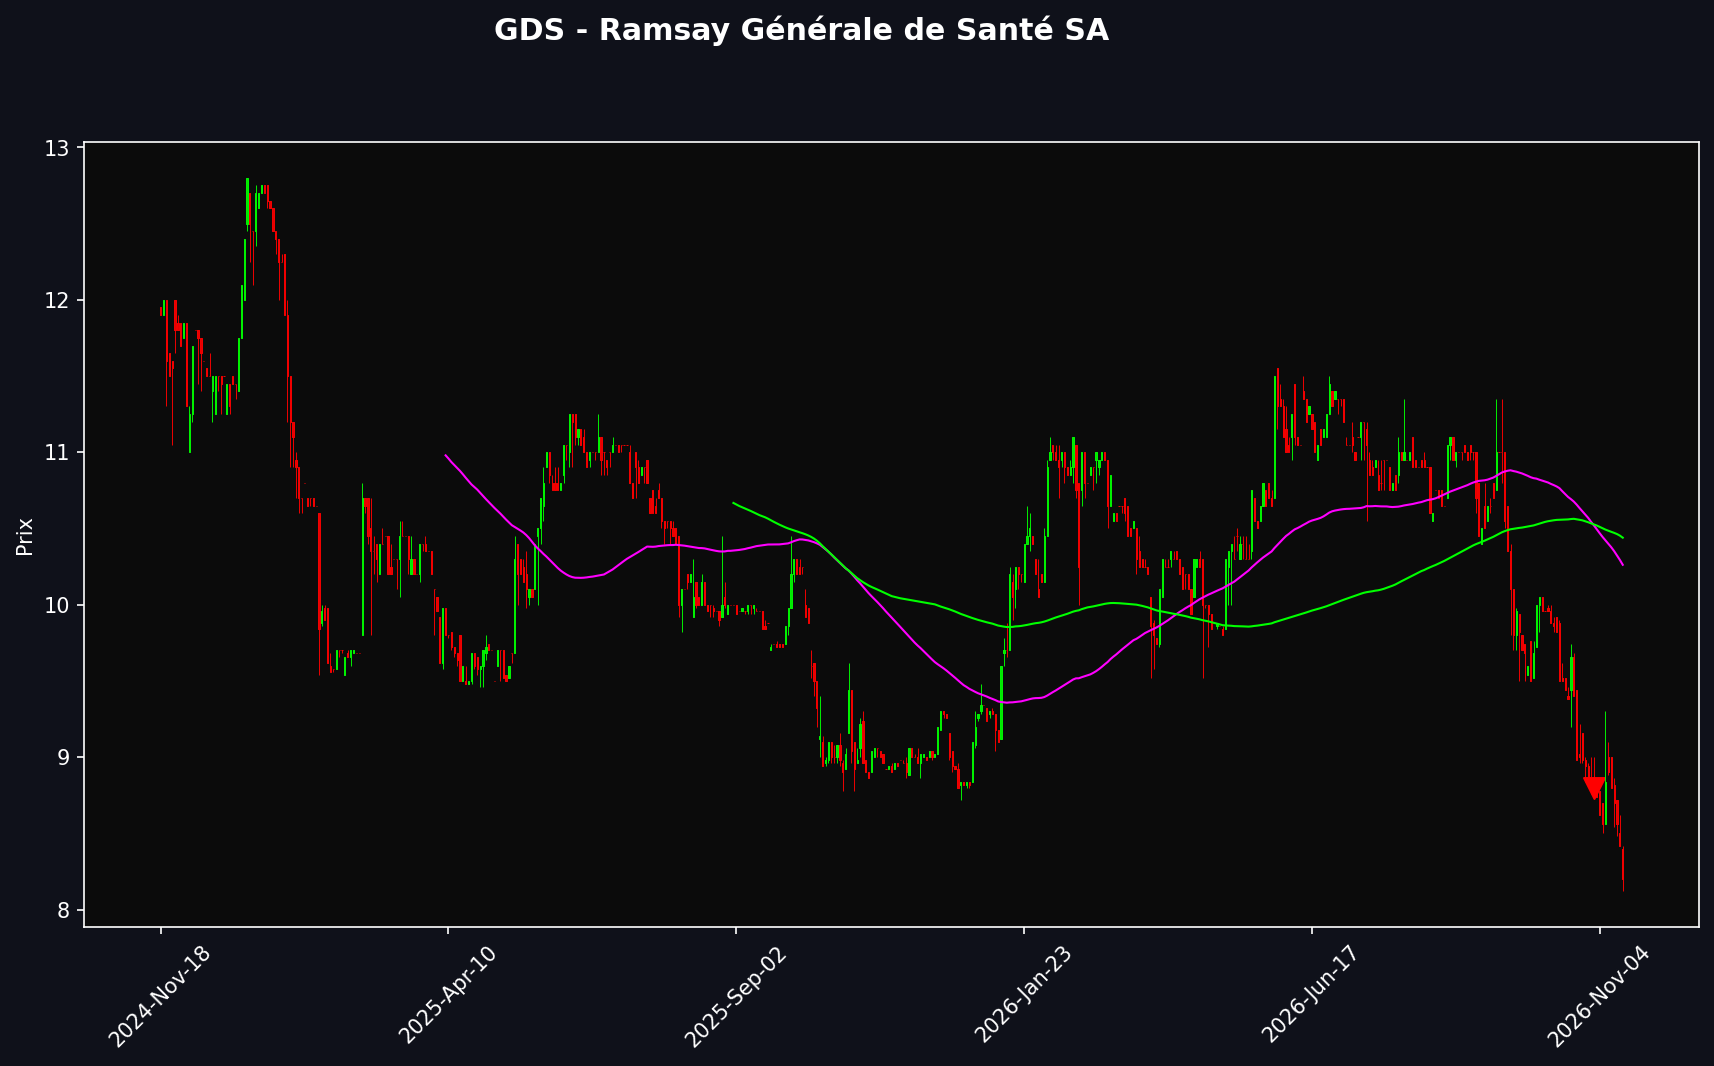 GDS - Ramsay Générale de Santé SA
Prix
13
12
11
10
9
8
2024-Nov-18
2025-Apr-10
2025-Sep-02
2026-Jan-23
2026-Jun-17
2026-Nov-04